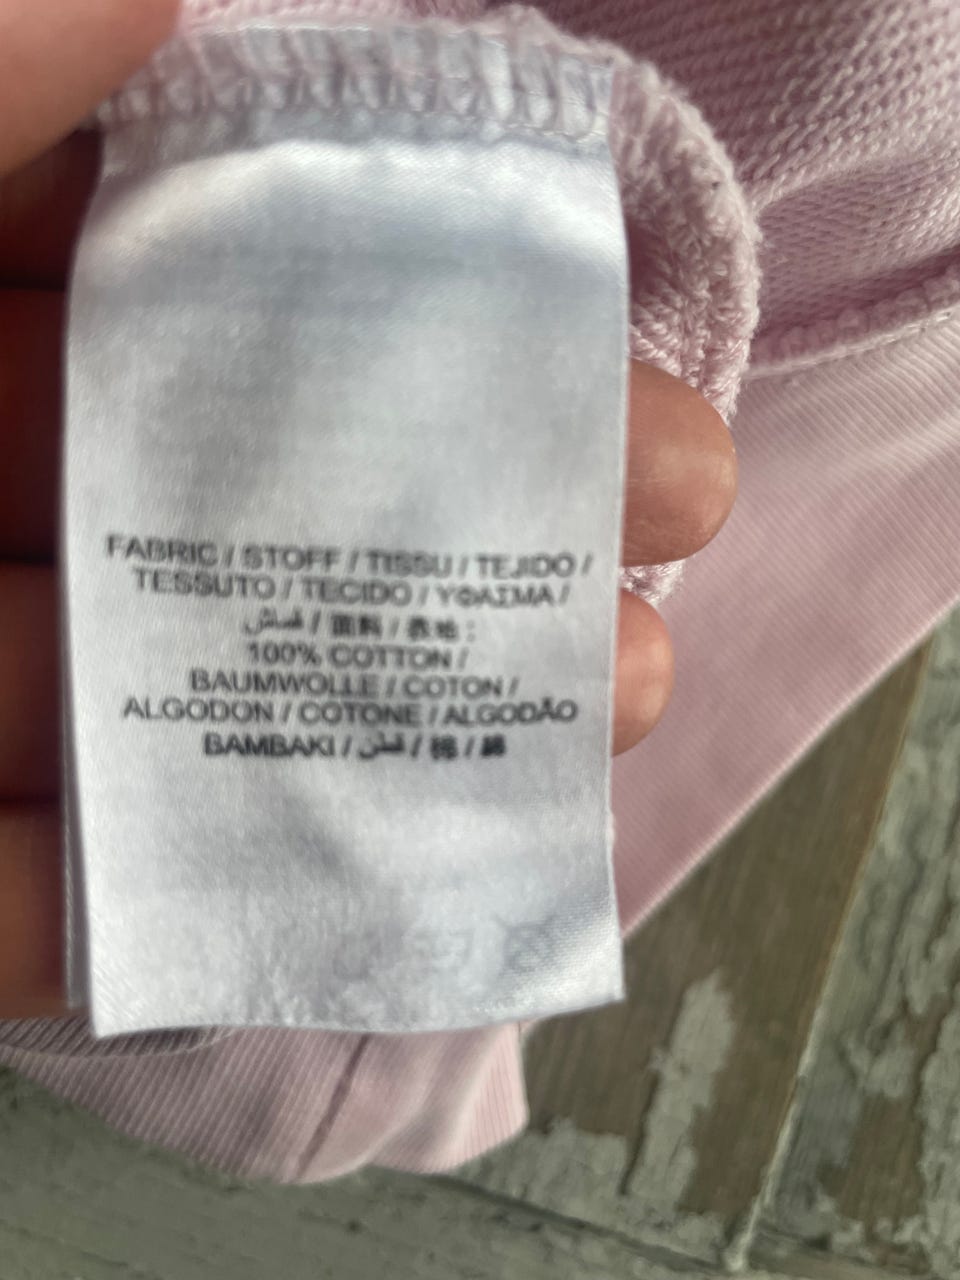 FABRIC / STOFF / TISSU / TEJIDO /
TESSUTO / TECIDO / ΥΦΑΣΜΑ /
قماش / 面料 / 表地 :
100% COTTON /
BAUMWOLLE / COTON /
ALGODON / COTONE / ALGODÃO
BAMBAKI / قطن / 棉 / 綿